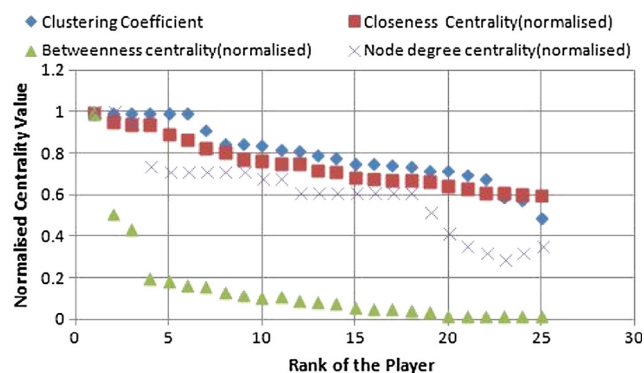 Clustering Coefficient
Closeness Centrality(normalised)
Betweenness centrality(normalised)
Node degree centrality(normalised)
Normalised Centrality Value
1.2
1
0.8
0.6
0.4
0.2
0
0 5 10 15 20 25 30
Rank of the Player